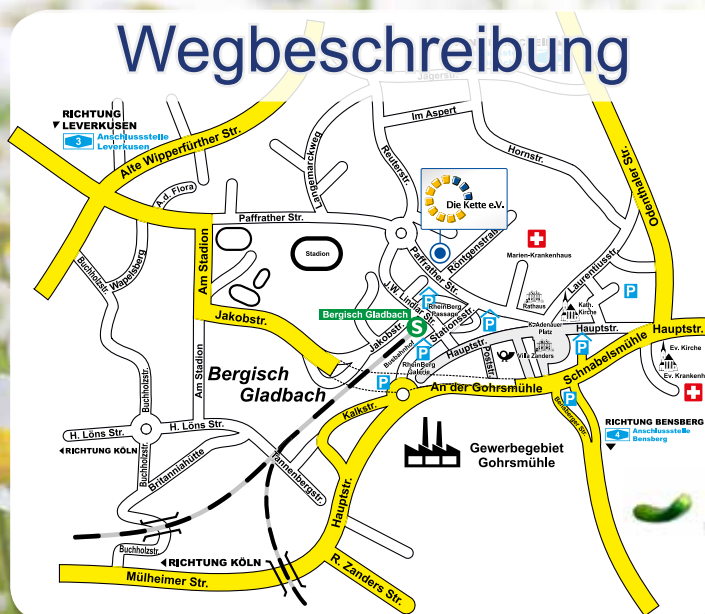 Wegbeschreibung
Jägerstr.
RICHTUNG
LEVERKUSEN
3
Anschlussstelle
Leverkusen
Alte Wipperfürther Str.
Im Aspert
Langemarckweg
Reuterstr.
Hornstr.
Odenthaler Str.
A.d. Flora
Die Kette e.V.
Paffrather Str.
Paffrather Str.
Röntgenstraße
Marien-Krankenhaus
Laurentiusstr.
Buchholzstr.
Wapelsberg
Am Stadion
Stadion
J.W. Lindlar Str.
RheinBerg
Passage
P
Rathaus
Kath.
Kirche
P
Jakobstr.
Bergisch Gladbach
S
Jakobstr.
Busbahnhof
Stationsstr.
P
K.Adenauer
Platz
Hauptstr.
Hauptstr.
Hauptstr.
Poststr.
Villa Zanders
P
Ev. Kirche
Ev. Krankenh
P
RheinBerg
Galerie
P
Bergisch
Gladbach
Am Stadion
Buchholzstr.
An der Gohrsmühle
Schnabelsmühle
P
Bensberger Str.
Kalkstr.
H. Löns Str.
H. Löns Str.
RICHTUNG KÖLN
Buchholzstr.
Britanniahütte
Tannenbergstr.
Gewerbegebiet
Gohrsmühle
RICHTUNG BENSBERG
4
Anschlussstelle
Bensberg
Hauptstr.
Buchholzstr.
RICHTUNG KÖLN
Mülheimer Str.
R. Zanders Str.